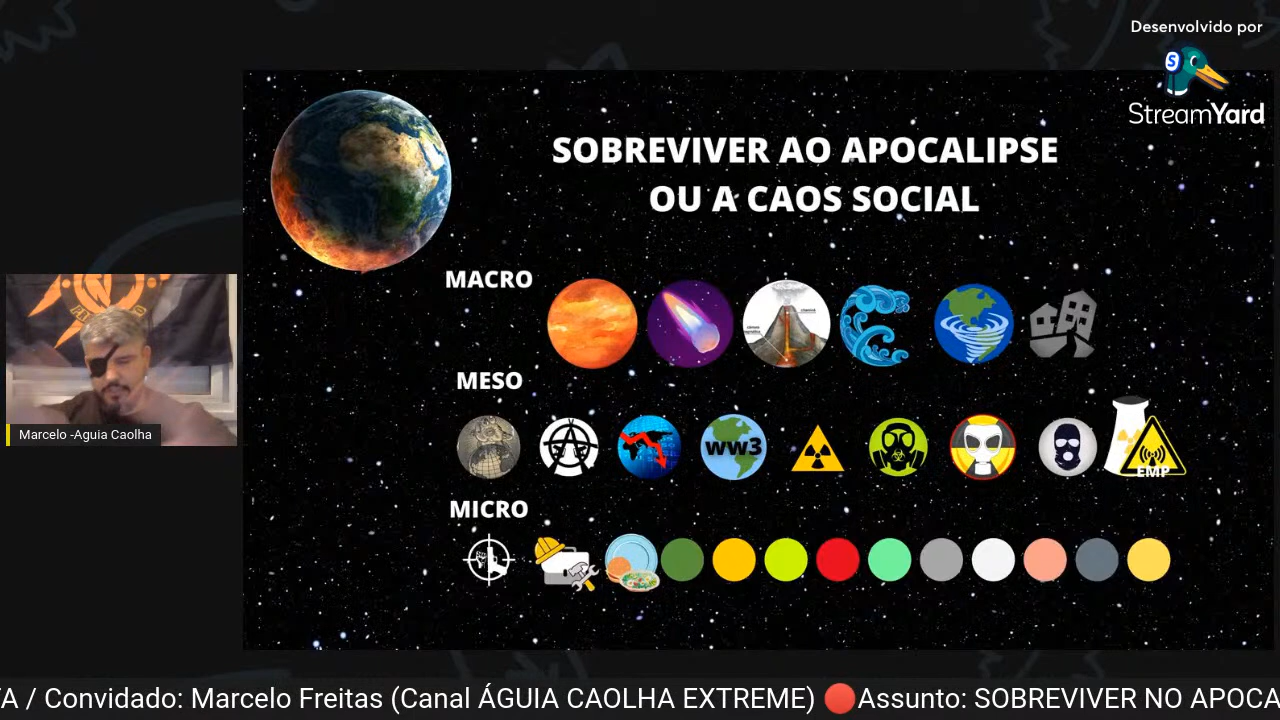 Desenvolvido por
StreamYard
SOBREVIVER AO APOCALIPSE
OU A CAOS SOCIAL
MACRO
MESO
WW3
EMP
MICRO
Marcelo -Aguia Caolha
TA / Convidado: Marcelo Freitas (Canal ÁGUIA CAOLHA EXTREME) 🔴Assunto: SOBREVIVER NO APOCA